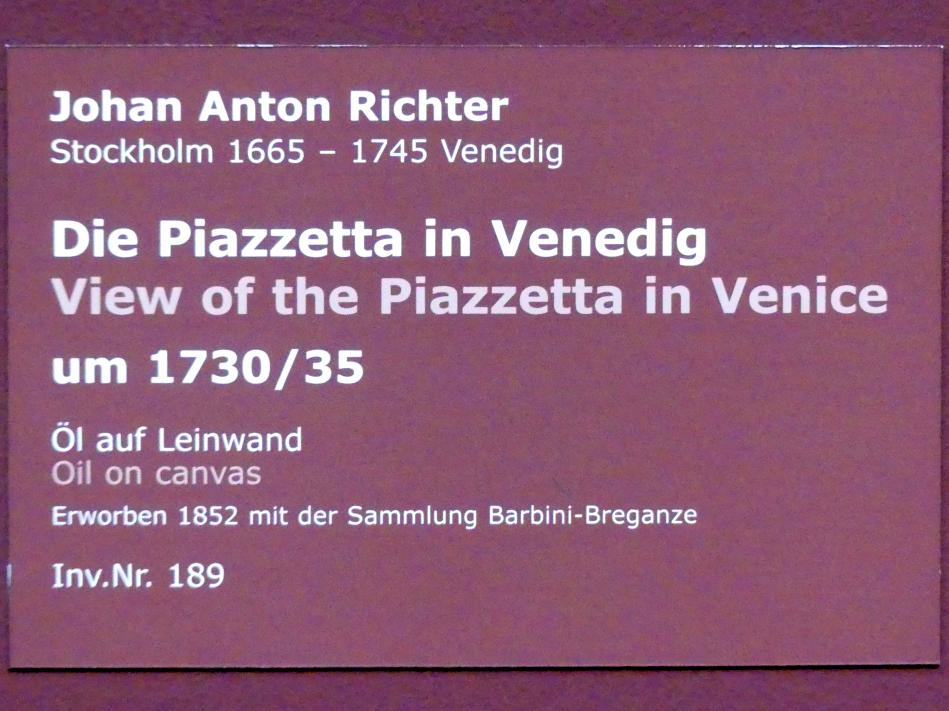 Johan Anton Richter
Stockholm 1665 – 1745 Venedig
Die Piazzetta in Venedig
View of the Piazzetta in Venice
um 1730/35
Öl auf Leinwand
Oil on canvas
Erworben 1852 mit der Sammlung Barbini-Breganze
Inv.Nr. 189